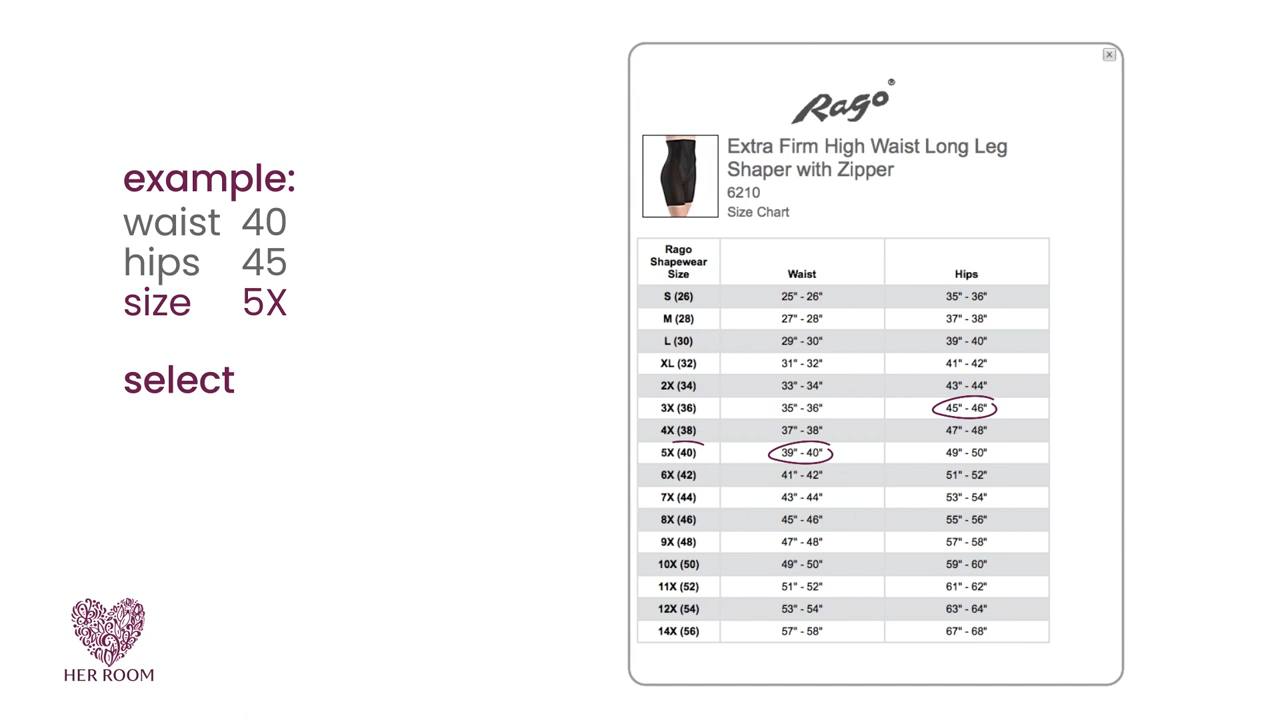 example:
waist 40
hips 45
size 5X
select
HER ROOM
Rago®
Extra Firm High Waist Long Leg
Shaper with Zipper
6210
Size Chart
Rago
Shapewear
Size Waist Hips
S (26) 25" - 26" 35" - 36"
M (28) 27" - 28" 37" - 38"
L (30) 29" - 30" 39" - 40"
XL (32) 31" - 32" 41" - 42"
2X (34) 33" - 34" 43" - 44"
3X (36) 35" - 36" 45" - 46"
4X (38) 37" - 38" 47" - 48"
5X (40) 39" - 40" 49" - 50"
6X (42) 41" - 42" 51" - 52"
7X (44) 43" - 44" 53" - 54"
8X (46) 45" - 46" 55" - 56"
9X (48) 47" - 48" 57" - 58"
10X (50) 49" - 50" 59" - 60"
11X (52) 51" - 52" 61" - 62"
12X (54) 53" - 54" 63" - 64"
14X (56) 57" - 58" 67" - 68"